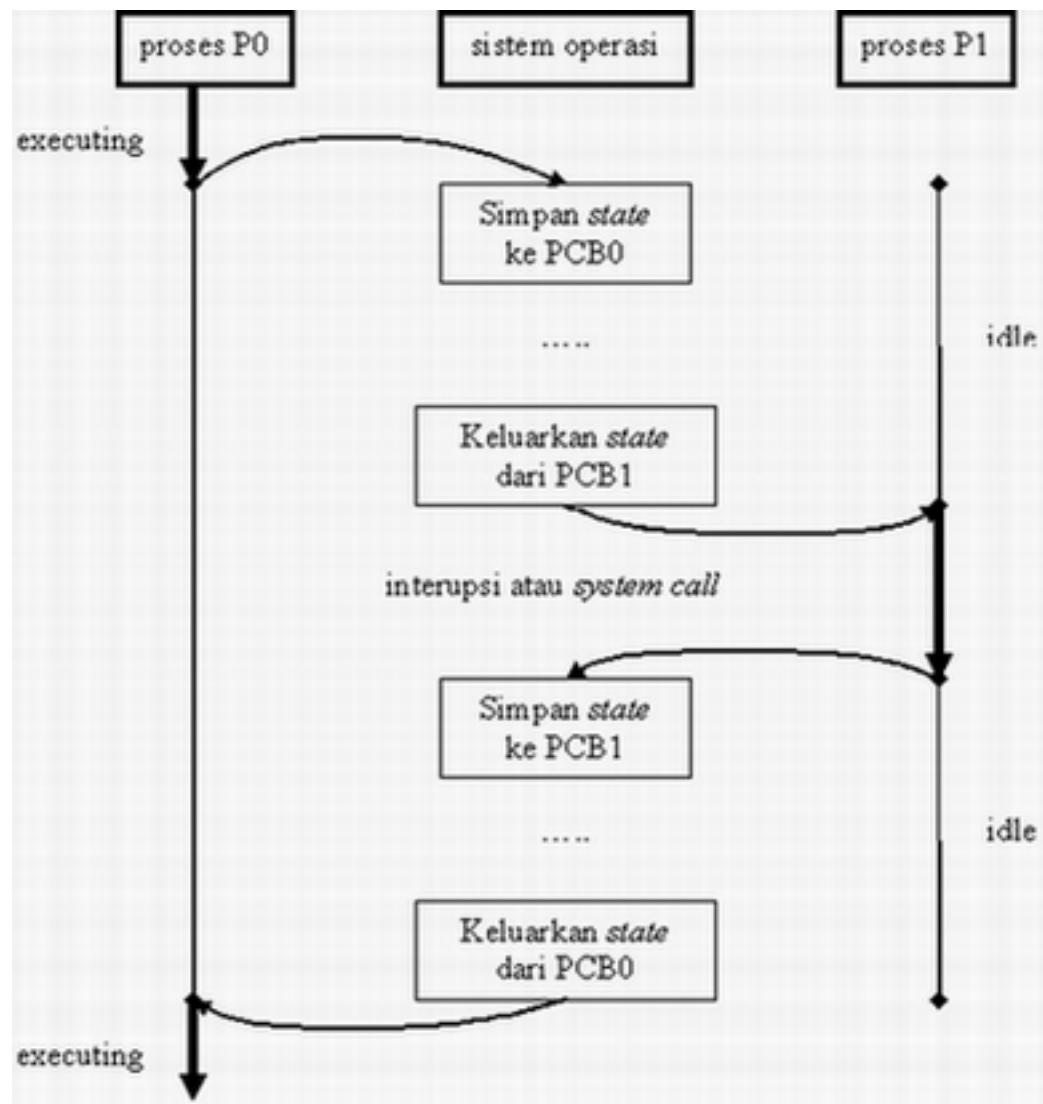 proses P0
sistem operasi
proses P1
executing
Simpan state
ke PCB0
.....
idle
Keluarkan state
dari PCB1
interupsi atau system call
Simpan state
ke PCB1
.....
idle
Keluarkan state
dari PCB0
executing